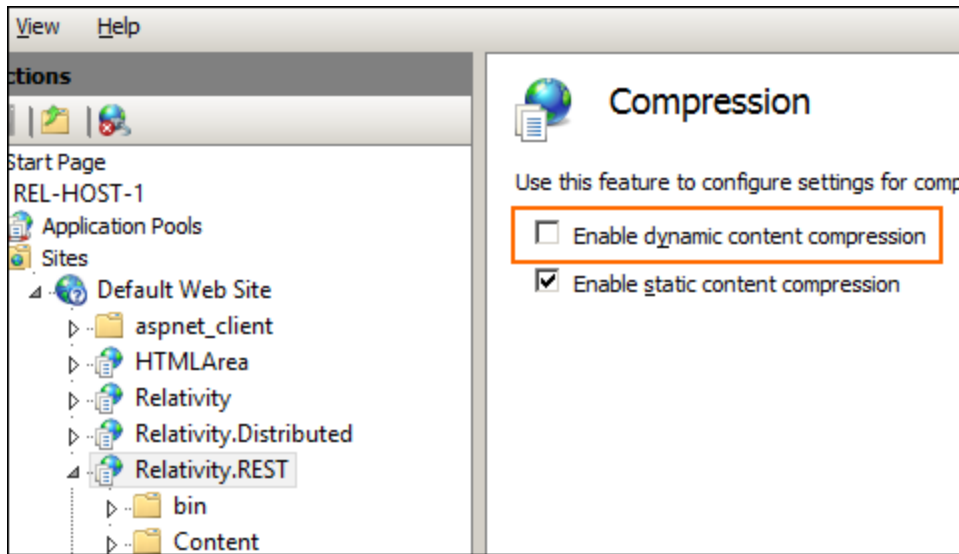 View Help
ctions
Start Page
REL-HOST-1
Application Pools
Sites
Default Web Site
aspnet_client
HTMLArea
Relativity
Relativity.Distributed
Relativity.REST
bin
Content
Compression
Use this feature to configure settings for comp
Enable dynamic content compression
Enable static content compression